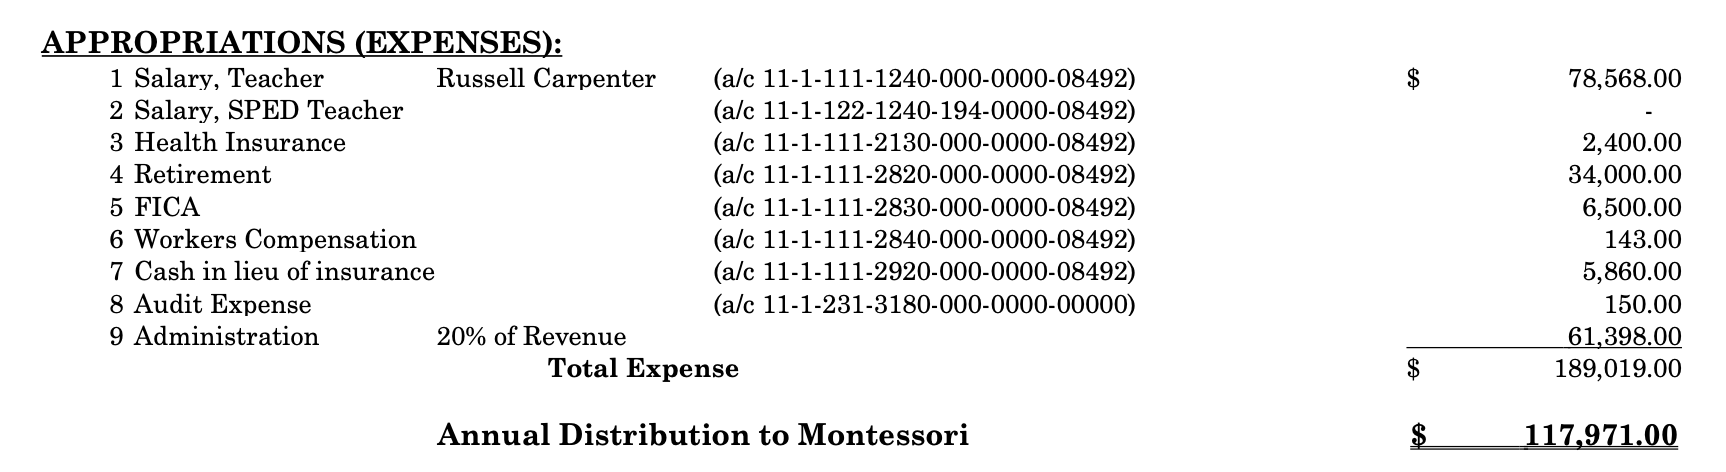 APPROPRIATIONS (EXPENSES):
1 Salary, Teacher Russell Carpenter (a/c 11-1-111-1240-000-0000-08492) $ 78,568.00
2 Salary, SPED Teacher (a/c 11-1-122-1240-194-0000-08492) -
3 Health Insurance (a/c 11-1-111-2130-000-0000-08492) 2,400.00
4 Retirement (a/c 11-1-111-2820-000-0000-08492) 34,000.00
5 FICA (a/c 11-1-111-2830-000-0000-08492) 6,500.00
6 Workers Compensation (a/c 11-1-111-2840-000-0000-08492) 143.00
7 Cash in lieu of insurance (a/c 11-1-111-2920-000-0000-08492) 5,860.00
8 Audit Expense (a/c 11-1-231-3180-000-0000-00000) 150.00
9 Administration 20% of Revenue 61,398.00
Total Expense $ 189,019.00
Annual Distribution to Montessori $ 117,971.00